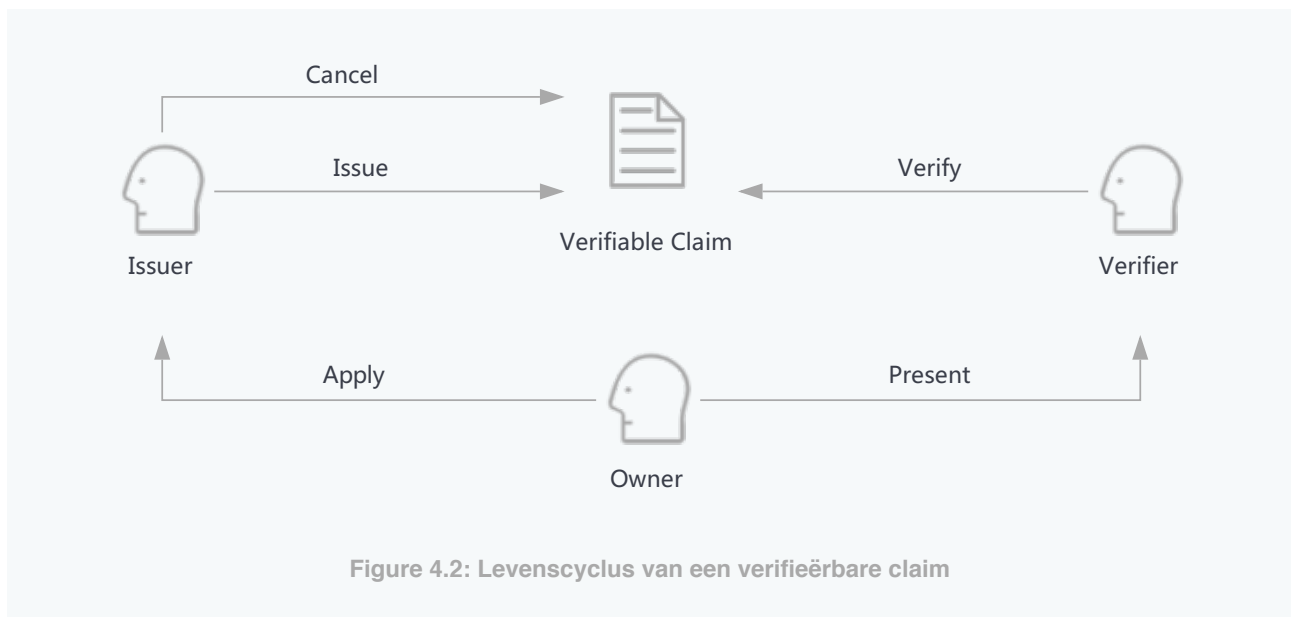 Cancel
Issue
Verify
Verifiable Claim
Issuer
Verifier
Apply
Present
Owner
Figure 4.2: Levenscyclus van een verifieërbare claim